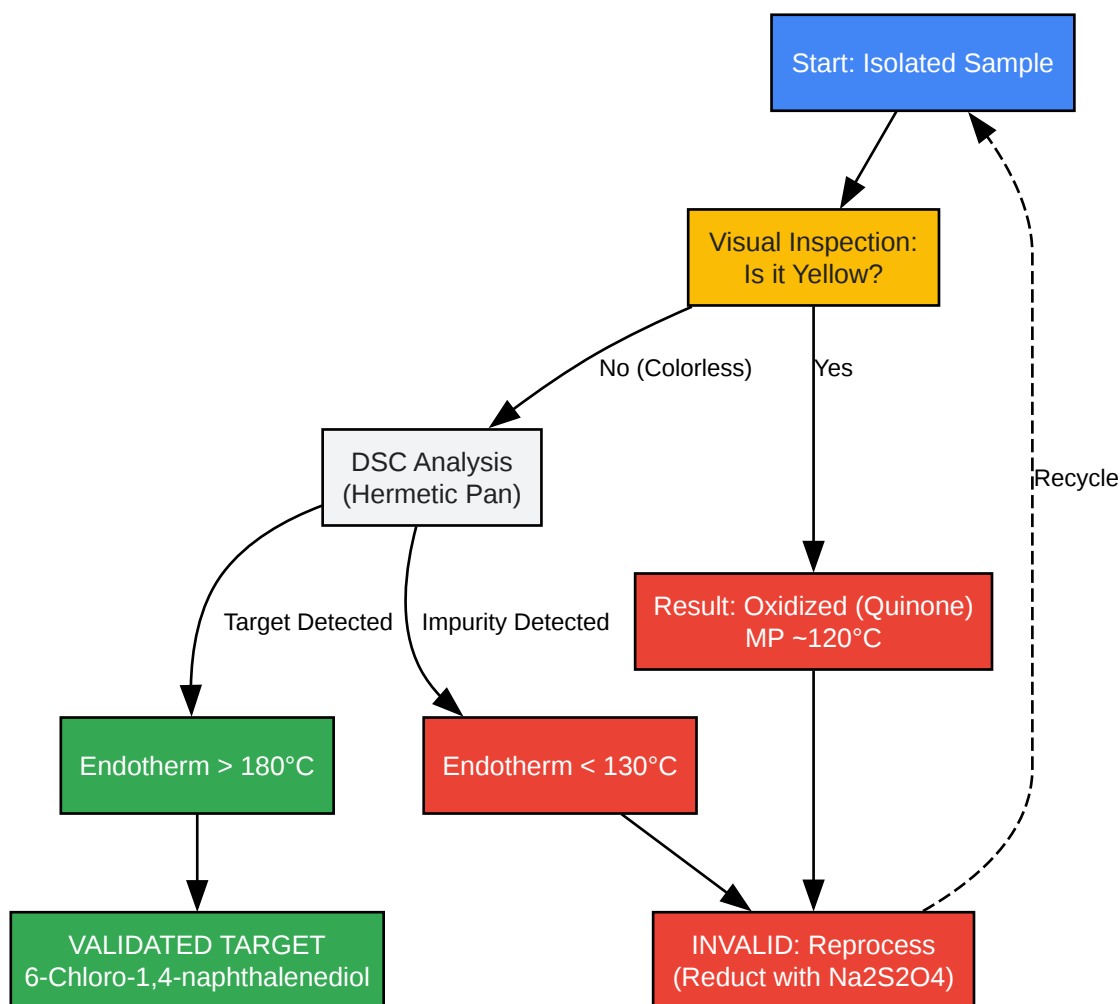 Start: Isolated Sample
Visual Inspection:
Is it Yellow?
No (Colorless)
Yes
DSC Analysis
(Hermetic Pan)
Recycle
Result: Oxidized (Quinone)
MP ~120°C
Target Detected
Impurity Detected
Endotherm > 180°C
Endotherm < 130°C
VALIDATED TARGET
6-Chloro-1,4-naphthalenediol
INVALID: Reprocess
(Reduct with Na2S2O4)